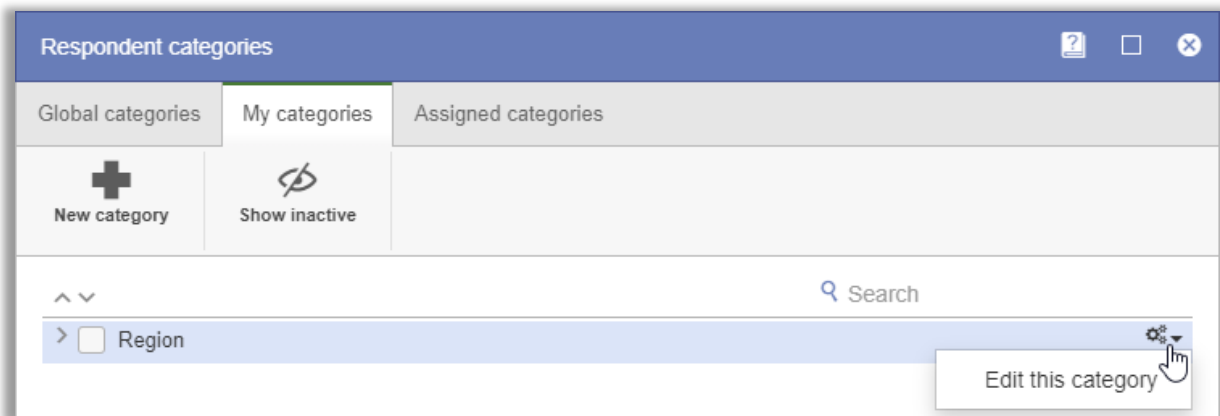 Respondent categories
Global categories
My categories
Assigned categories
New category
Show inactive
Search
Region
Edit this category